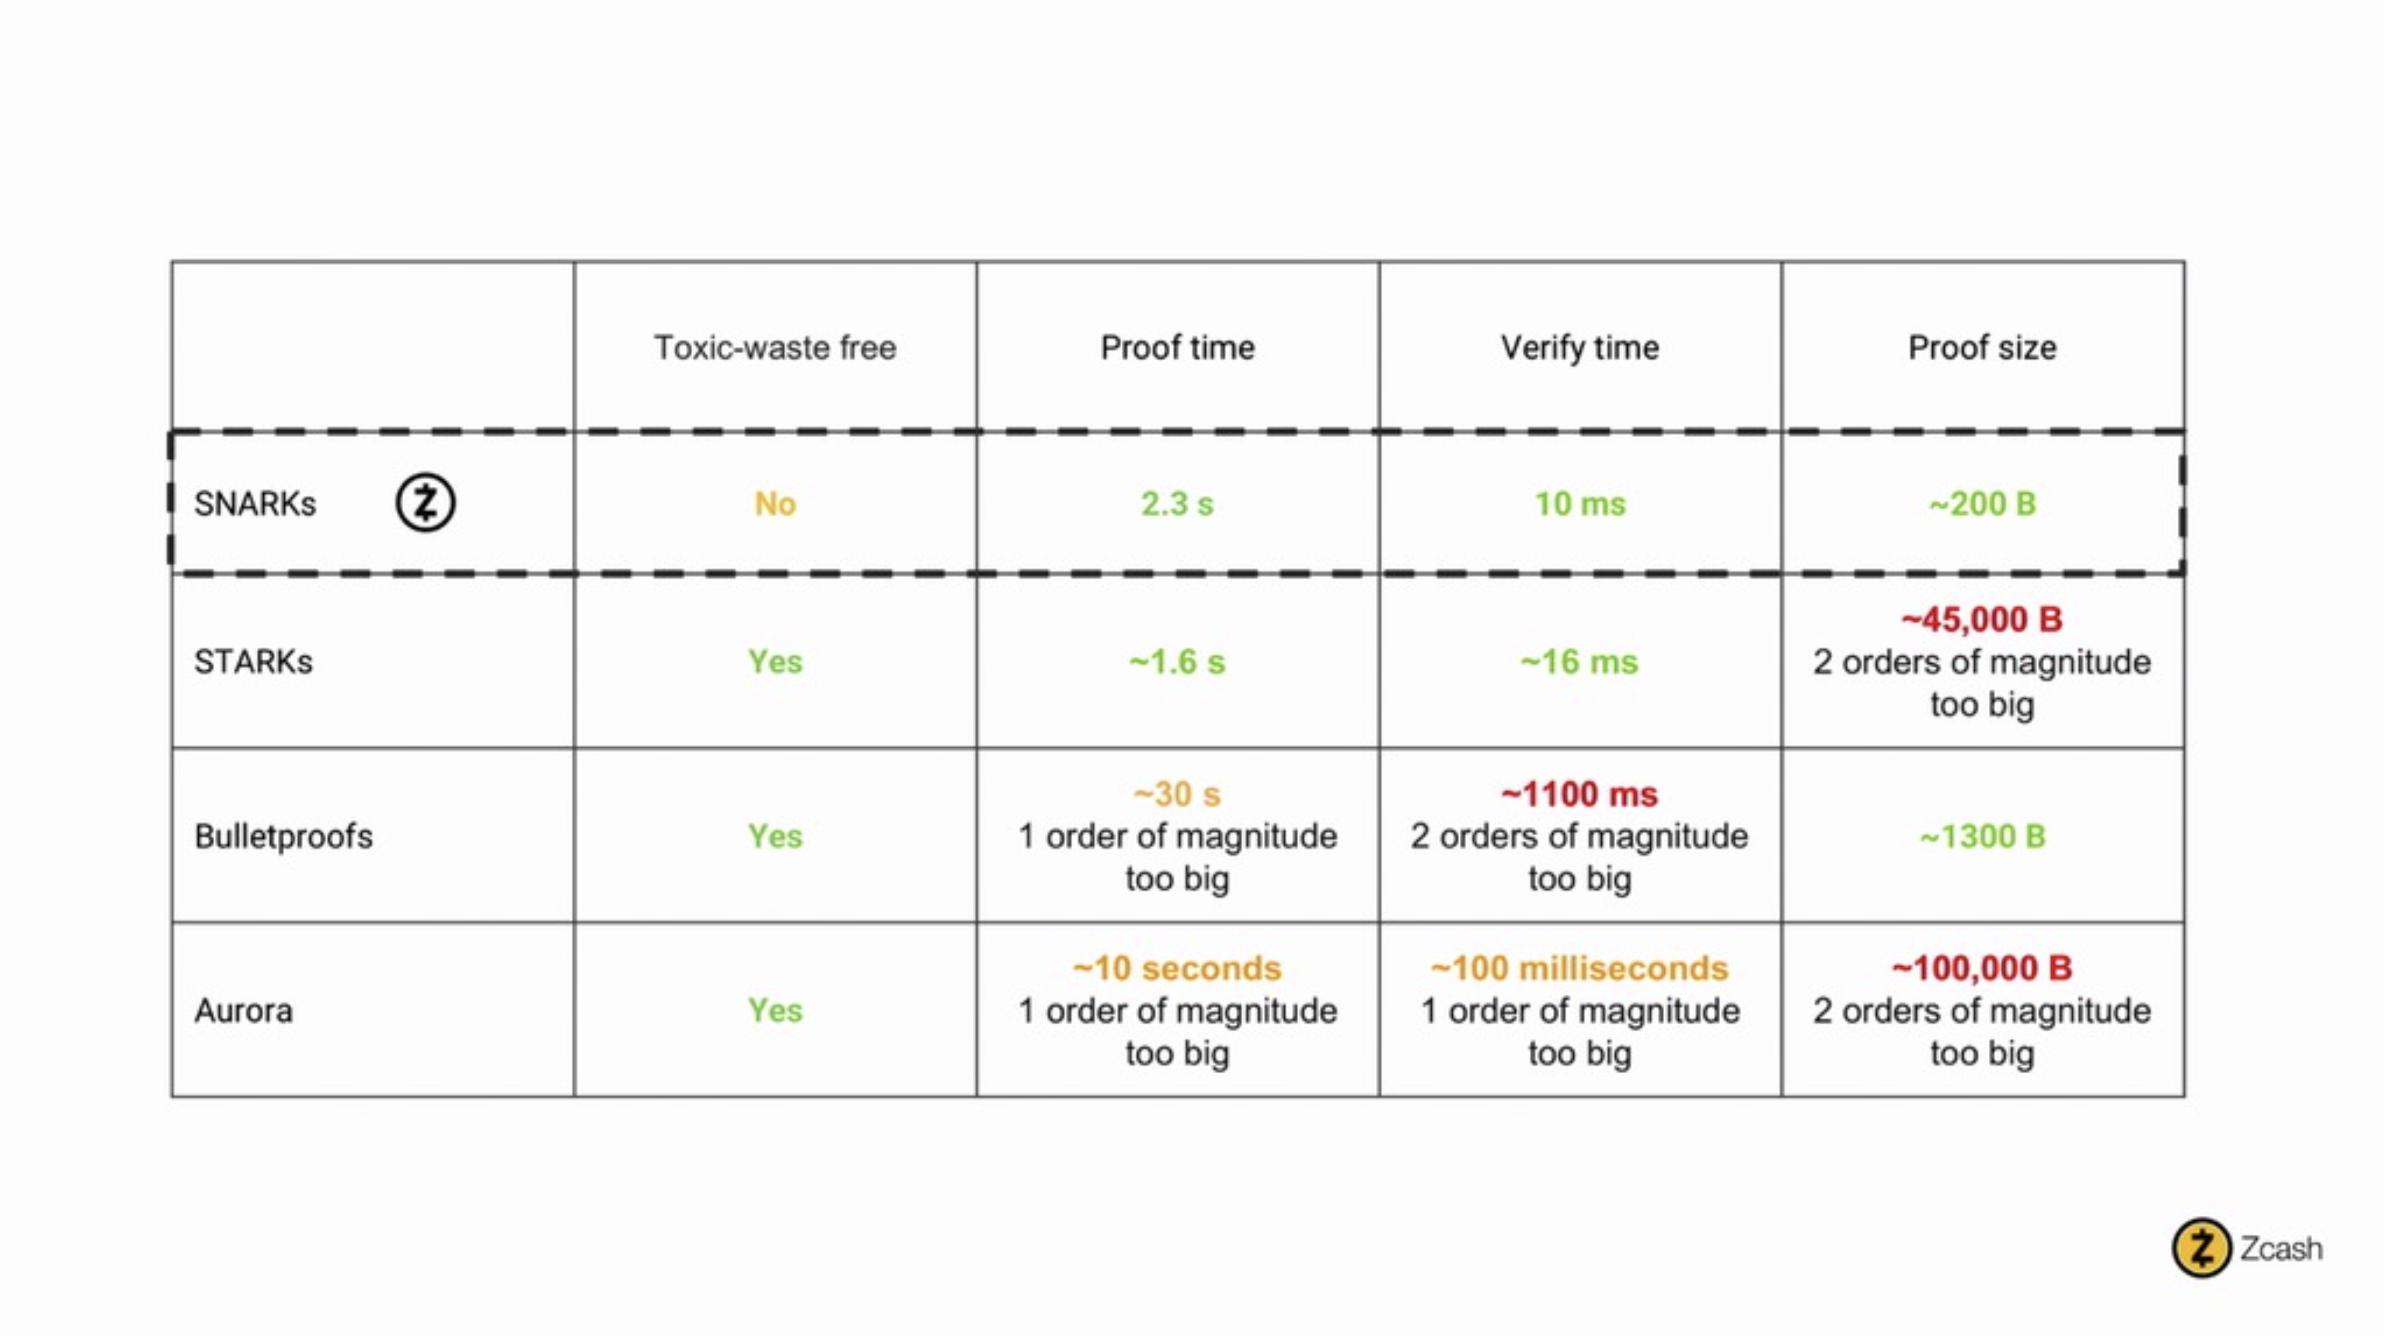 Toxic-waste free
Proof time
Verify time
Proof size
SNARKs
No
2.3 s
10 ms
~200 B
STARKs
Yes
~1.6 s
~16 ms
~45,000 B
2 orders of magnitude
too big
Bulletproofs
Yes
~30 s
1 order of magnitude
too big
~1100 ms
2 orders of magnitude
too big
~1300 B
Aurora
Yes
~10 seconds
1 order of magnitude
too big
~100 milliseconds
1 order of magnitude
too big
~100,000 B
2 orders of magnitude
too big
Zcash